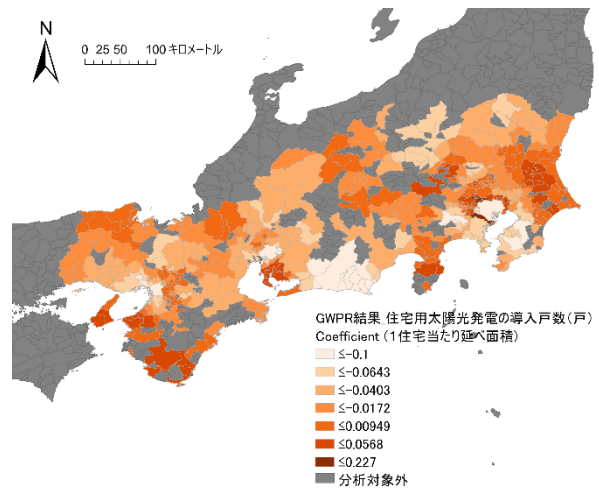 N
0 25 50 100 キロメートル
GWPR結果_住宅用太陽光発電の導入戸数(戸)
Coefficient (1住宅当たり延べ面積)
≤-0.1
≤-0.0643
≤-0.0403
≤-0.0172
≤0.00949
≤0.0568
≤0.227
分析対象外